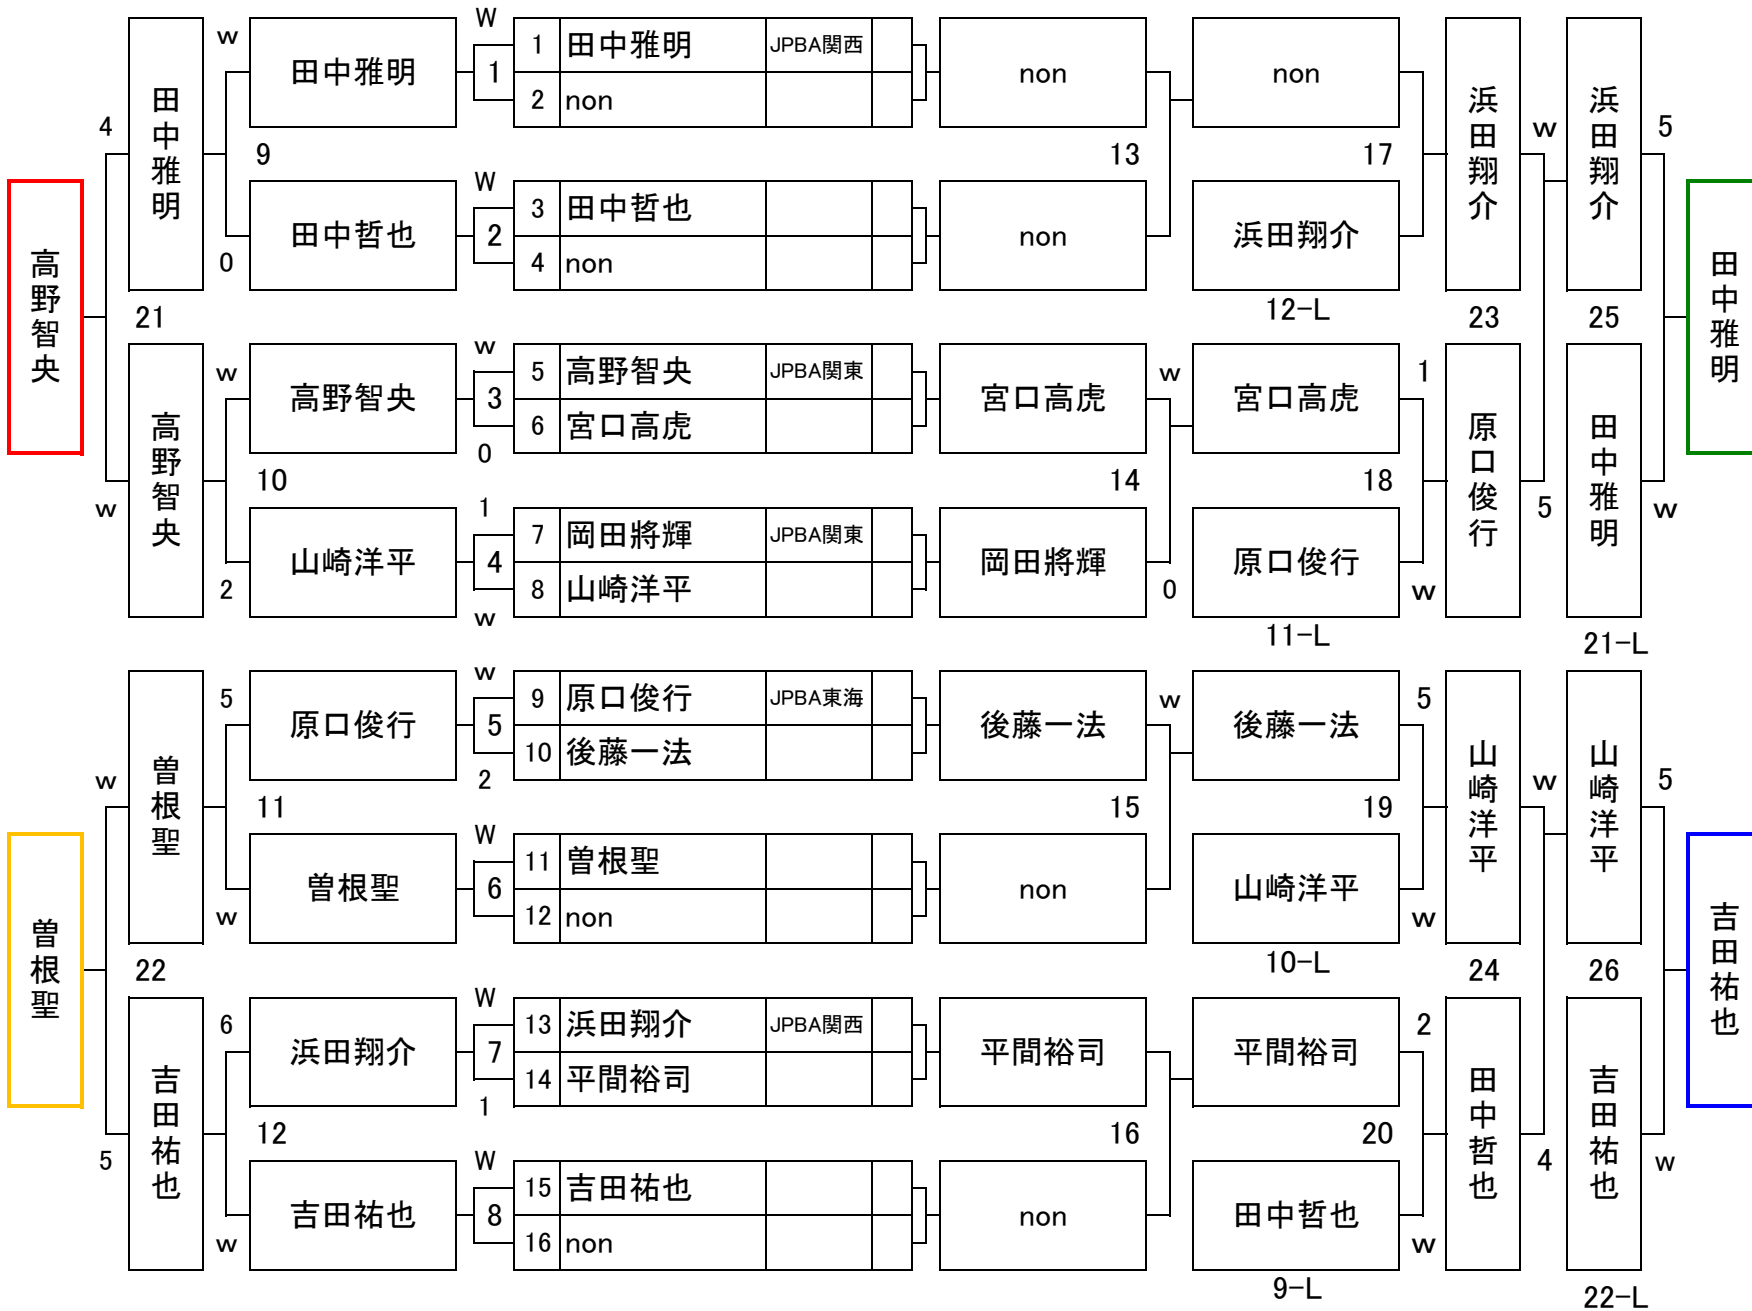 W
w
1 田中雅明 JPBA関西
田中雅明 1 non non
田
中
雅
明
2 non
浜
田
翔
介
浜
田
翔
介
4 w 5
9 13 17
W
3 田中哲也
田中哲也 2 non 浜田翔介
0 4 non
高
野
智
央
田
中
雅
明
21 12-L 23 25
w
w 5 高野智央 JPBA関東 w 1
高野智央 3 宮口高虎 宮口高虎
6 宮口高虎
0
高
野
智
央
原
口
俊
行
田
中
雅
明
10 14 18
w 1 5 w
7 岡田將輝 JPBA関東
山崎洋平 4 岡田將輝 原口俊行
2 8 山崎洋平 0 w
w 11-L 21-L
w
5 9 原口俊行 JPBA東海 w 5
原口俊行 5 後藤一法 後藤一法
10 後藤一法
w 2 w 5
曽
根
聖
山
崎
洋
平
山
崎
洋
平
11 15 19
W
11 曽根聖
曽根聖 6 non 山崎洋平
w 12 non w
曽
根
聖
吉
田
祐
也
22 10-L 24 26
W
6 13 浜田翔介 JPBA関西 2
浜田翔介 7 平間裕司 平間裕司
14 平間裕司
1
吉
田
祐
也
田
中
哲
也
吉
田
祐
也
12 16 20
5 W 4 w
15 吉田祐也
吉田祐也 8 non 田中哲也
w 16 non w
9-L 22-L